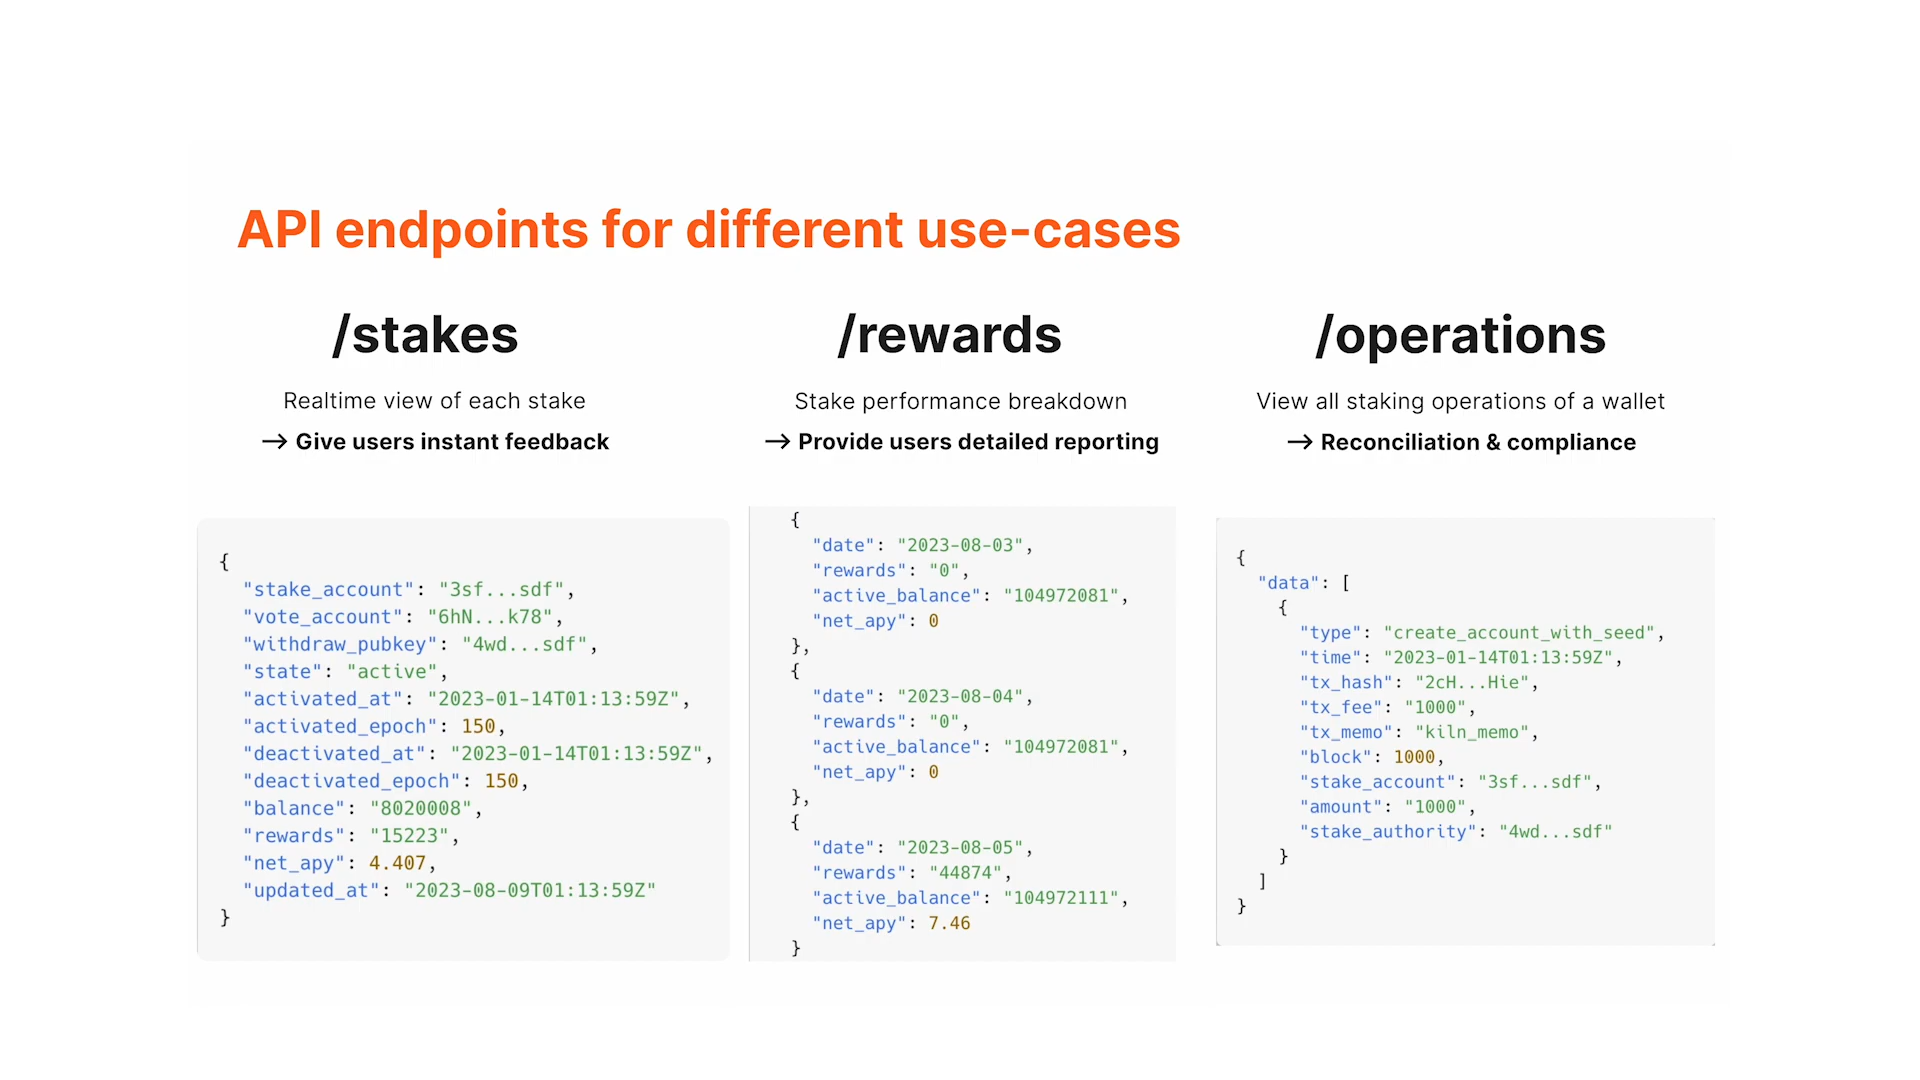 API endpoints for different use-cases
/stakes
Realtime view of each stake
→ Give users instant feedback
{
"stake_account": "3sf...sdf",
"vote_account": "6hN...k78",
"withdraw_pubkey": "4wd...sdf",
"state": "active",
"activated_at": "2023-01-14T01:13:59Z",
"activated_epoch": 150,
"deactivated_at": "2023-01-14T01:13:59Z",
"deactivated_epoch": 150,
"balance": "8020008",
"rewards": "15223",
"net_apy": 4.407,
"updated_at": "2023-08-09T01:13:59Z"
}
/rewards
Stake performance breakdown
→ Provide users detailed reporting
{
"date": "2023-08-03",
"rewards": "0",
"active_balance": "104972081",
"net_apy": 0
},
{
"date": "2023-08-04",
"rewards": "0",
"active_balance": "104972081",
"net_apy": 0
},
{
"date": "2023-08-05",
"rewards": "44874",
"active_balance": "104972111",
"net_apy": 7.46
}
/operations
View all staking operations of a wallet
→ Reconciliation & compliance
{
"data": [
{
"type": "create_account_with_seed",
"time": "2023-01-14T01:13:59Z",
"tx_hash": "2cH...Hie",
"tx_fee": "1000",
"tx_memo": "kiln_memo",
"block": 1000,
"stake_account": "3sf...sdf",
"amount": "1000",
"stake_authority": "4wd...sdf"
}
]
}